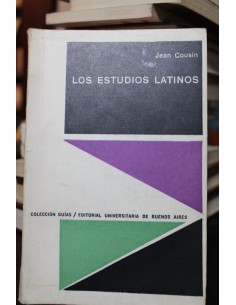 Jean Cousin
LOS ESTUDIOS LATINOS
COLECCIÓN GUÍAS / EDITORIAL UNIVERSITARIA DE BUENOS AIRES